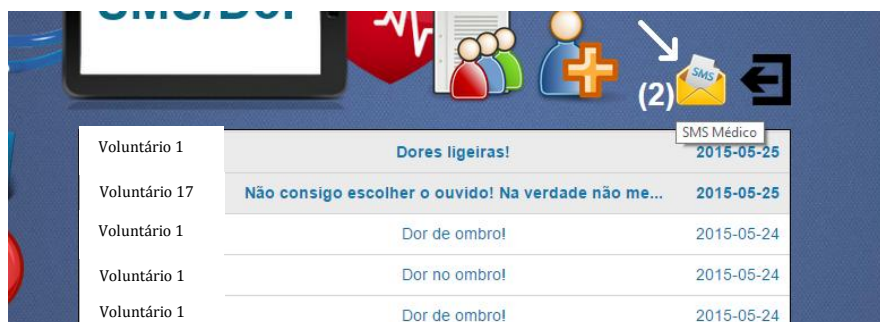 SMS/Dor
SMS
(2)
SMS Médico
Voluntário 1 Dores ligeiras! 2015-05-25
Voluntário 17 Não consigo escolher o ouvido! Na verdade não me... 2015-05-25
Voluntário 1 Dor de ombro! 2015-05-24
Voluntário 1 Dor no ombro! 2015-05-24
Voluntário 1 Dor de ombro! 2015-05-24